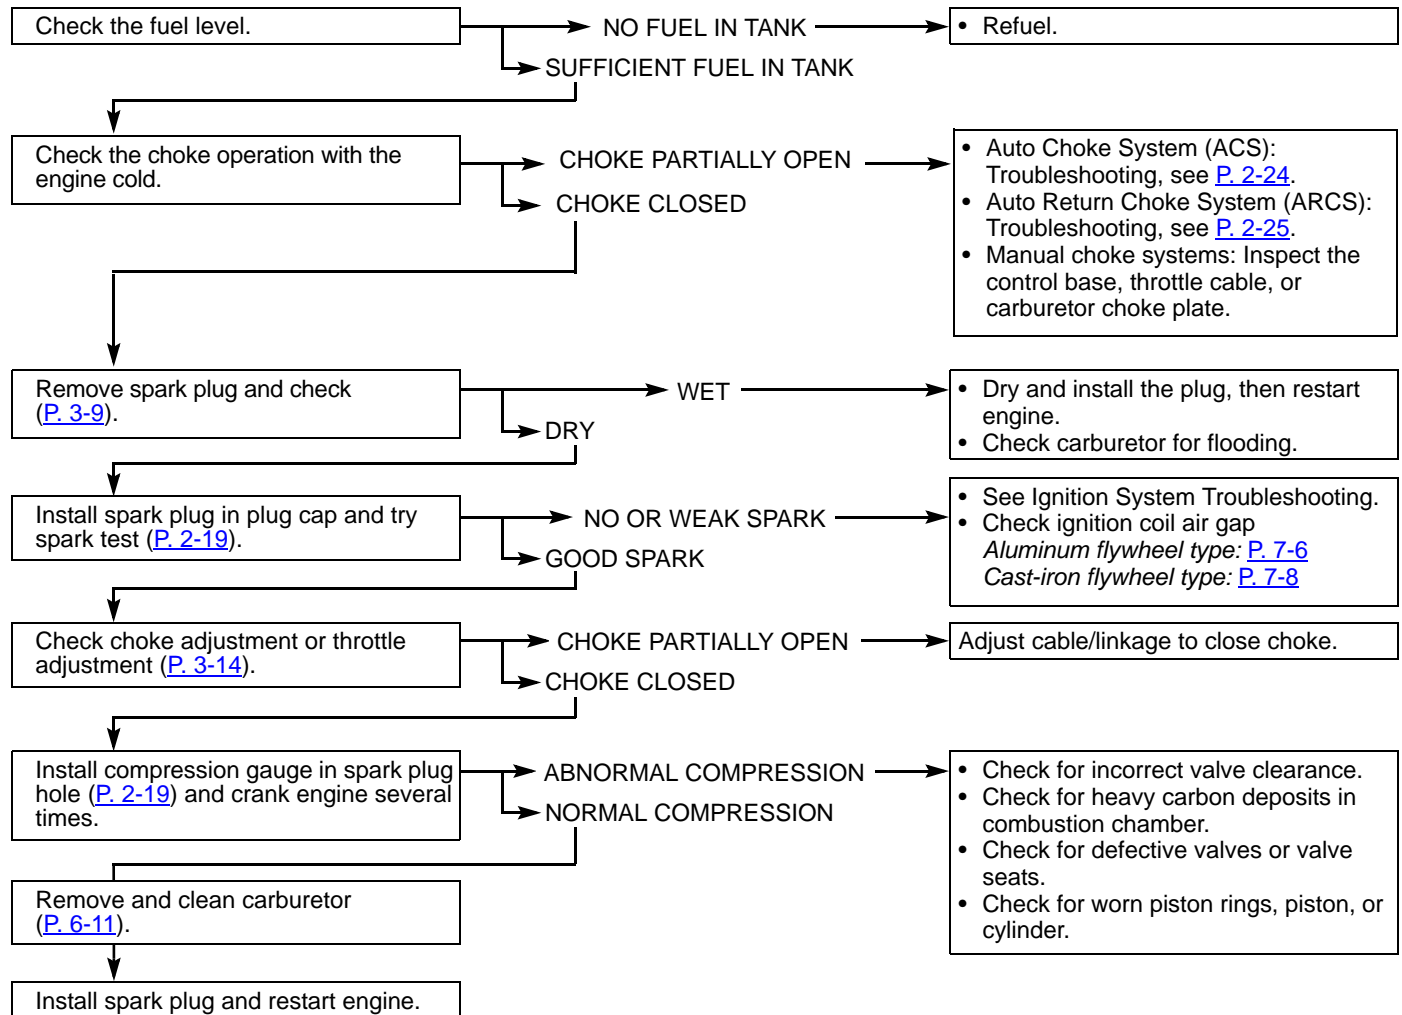 Check the fuel level.
NO FUEL IN TANK
• Refuel.
SUFFICIENT FUEL IN TANK
Check the choke operation with the
engine cold.
CHOKE PARTIALLY OPEN
CHOKE CLOSED
• Auto Choke System (ACS):
Troubleshooting, see P. 2-24.
• Auto Return Choke System (ARCS):
Troubleshooting, see P. 2-25.
• Manual choke systems: Inspect the
control base, throttle cable, or
carburetor choke plate.
Remove spark plug and check
(P. 3-9).
WET
DRY
• Dry and install the plug, then restart
engine.
• Check carburetor for flooding.
Install spark plug in plug cap and try
spark test (P. 2-19).
NO OR WEAK SPARK
GOOD SPARK
• See Ignition System Troubleshooting.
• Check ignition coil air gap
Aluminum flywheel type: P. 7-6
Cast-iron flywheel type: P. 7-8
Check choke adjustment or throttle
adjustment (P. 3-14).
CHOKE PARTIALLY OPEN
CHOKE CLOSED
Adjust cable/linkage to close choke.
Install compression gauge in spark plug
hole (P. 2-19) and crank engine several
times.
ABNORMAL COMPRESSION
NORMAL COMPRESSION
• Check for incorrect valve clearance.
• Check for heavy carbon deposits in
combustion chamber.
• Check for defective valves or valve
seats.
• Check for worn piston rings, piston, or
cylinder.
Remove and clean carburetor
(P. 6-11).
Install spark plug and restart engine.